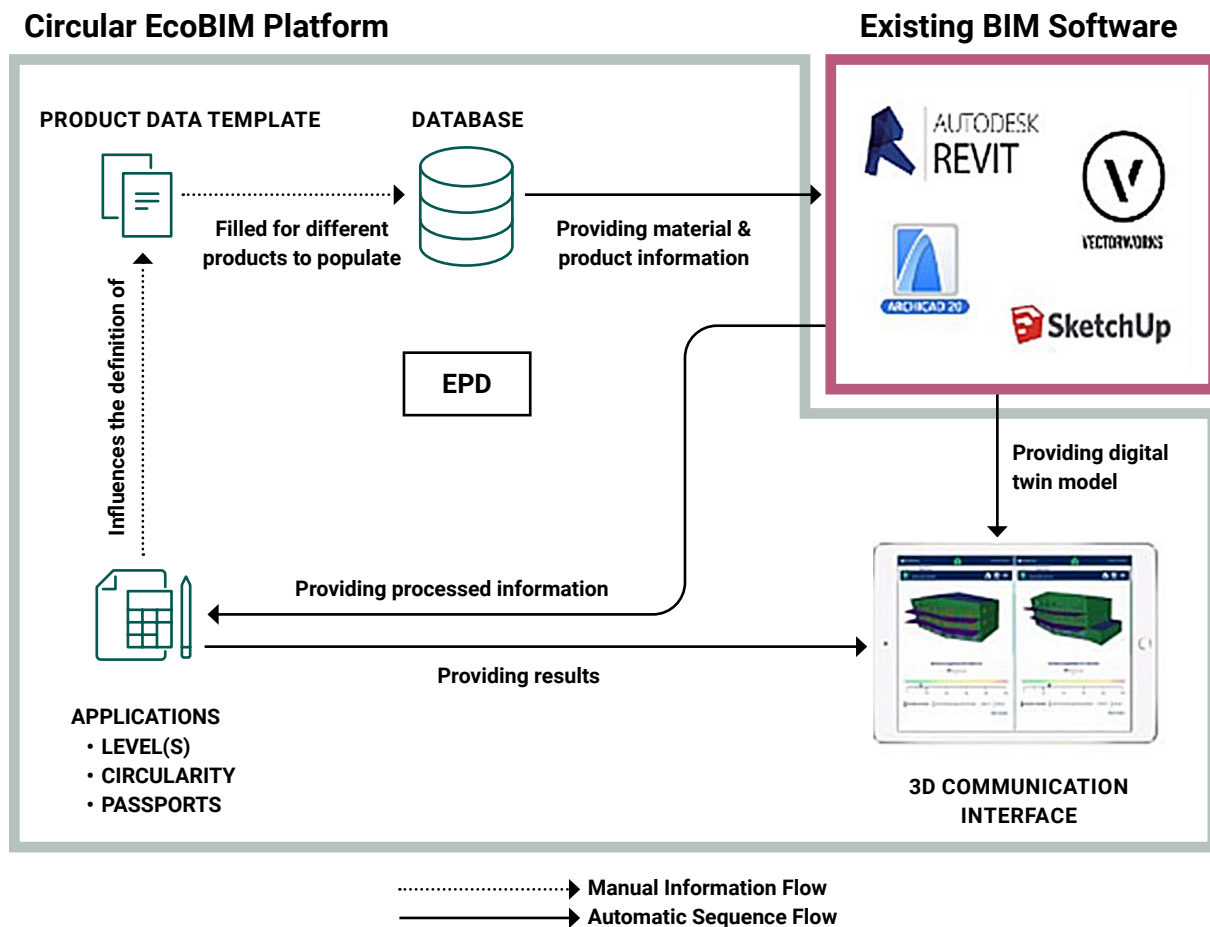 Circular EcoBIM Platform
Existing BIM Software
PRODUCT DATA TEMPLATE
DATABASE
AUTODESK
REVIT
VECTORWORKS
ARCHICAD 20
SketchUp
Filled for different
products to populate
Providing material &
product information
Influences the definition of
EPD
Providing digital
twin model
Providing processed information
Providing results
APPLICATIONS
• LEVEL(S)
• CIRCULARITY
• PASSPORTS
3D COMMUNICATION
INTERFACE
Manual Information Flow
Automatic Sequence Flow